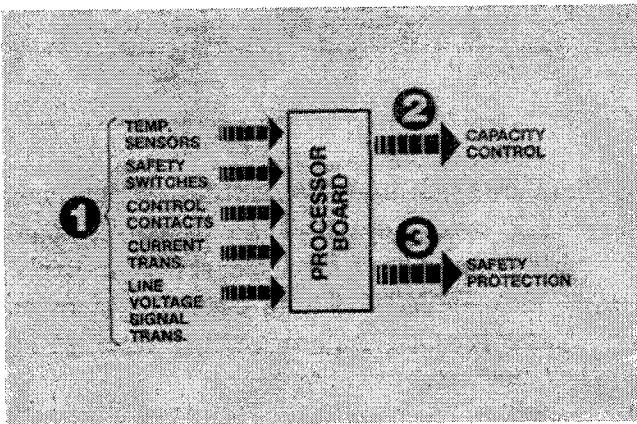 1
TEMP.
SENSORS
SAFETY
SWITCHES
CONTROL
CONTACTS
CURRENT
TRANS.
LINE
VOLTAGE
SIGNAL
TRANS.
PROCESSOR
BOARD
2
CAPACITY
CONTROL
3
SAFETY
PROTECTION